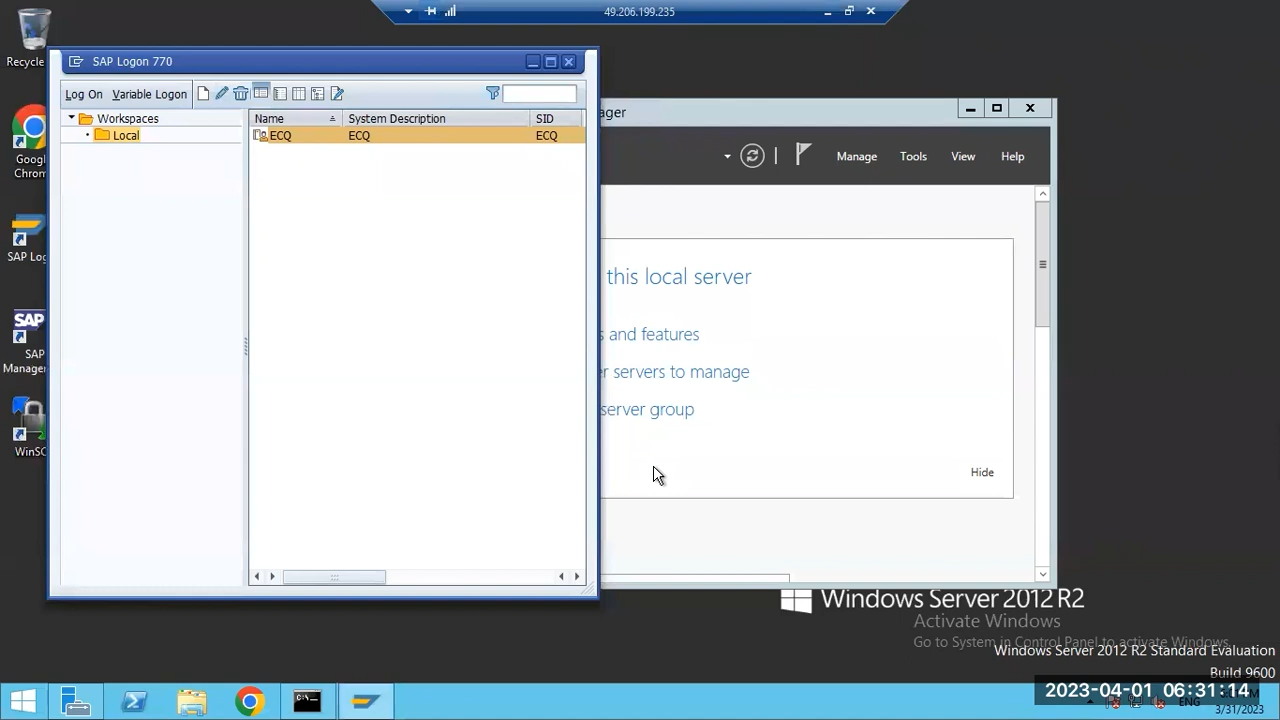 49.206.199.235
Recycle
Google
Chrom
SAP Log
SAP
SAP
Manager
WinSC
SAP Logon 770
Log On
Variable Logon
Workspaces
Local
Name
System Description
SID
ECQ
ECQ
ECQ
ager
Manage
Tools
View
Help
this local server
s and features
er servers to manage
server group
Hide
Windows Server 2012 R2
Activate Windows
Go to System in Control Panel to activate Windows.
Windows Server 2012 R2 Standard Evaluation
Build 9600
2023-04-01 06:31:14
ENG
3/31/2023